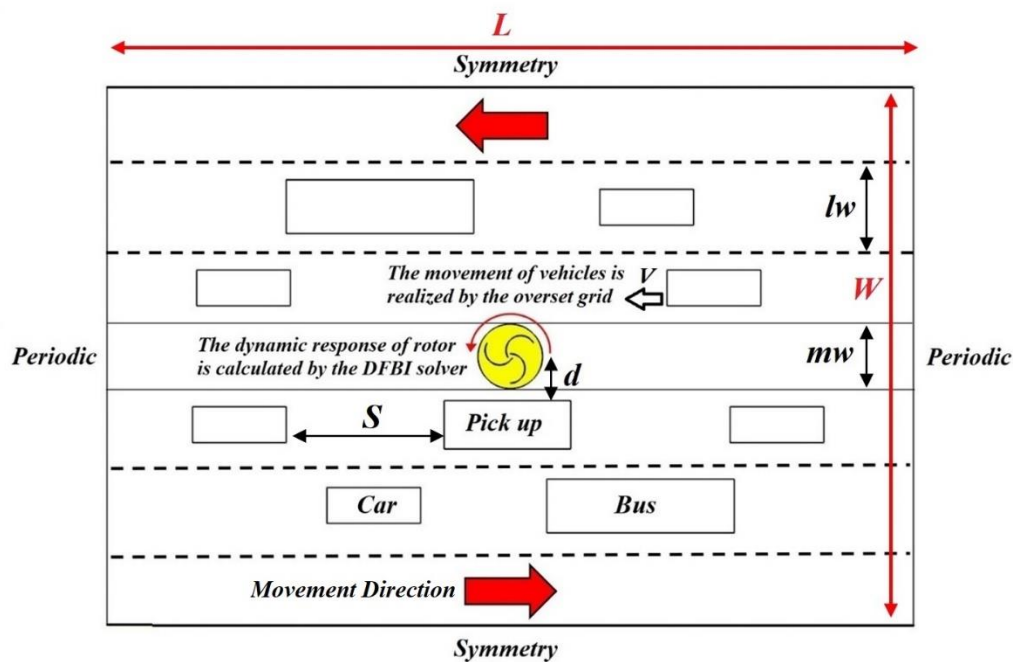 L
Symmetry
lw
The movement of vehicles is
realized by the overset grid
V
W
Periodic
The dynamic response of rotor
is calculated by the DFBI solver
d
mw
Periodic
S
Pick up
Car
Bus
Movement Direction
Symmetry